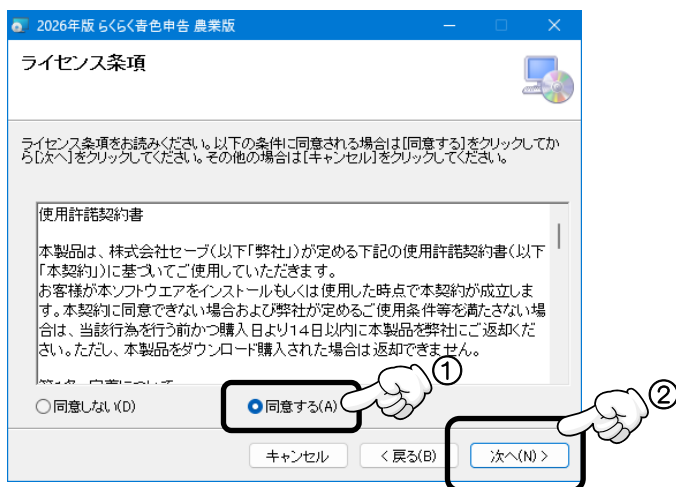 2026年版 らくらく青色申告 農業版
ライセンス条項
ライセンス条項をお読みください。以下の条件に同意される場合は[同意する]をクリックしてか
ら[次へ]をクリックしてください。その他の場合は[キャンセル]をクリックしてください。
使用許諾契約書
本製品は、株式会社セーブ(以下「弊社」)が定める下記の使用許諾契約書(以下
「本契約」)に基づいてご使用していただきます。
お客様が本ソフトウエアをインストールもしくは使用した時点で本契約が成立しま
す。本契約に同意できない場合および弊社が定めるご使用条件等を満たさない場
合は、当該行為を行う前かつ購入日より14日以内に本製品を弊社にご返却くだ
さい。ただし、本製品をダウンロード購入された場合は返却できません。
①
同意しない(D)
同意する(A)
②
キャンセル
< 戻る(B)
次へ(N) >